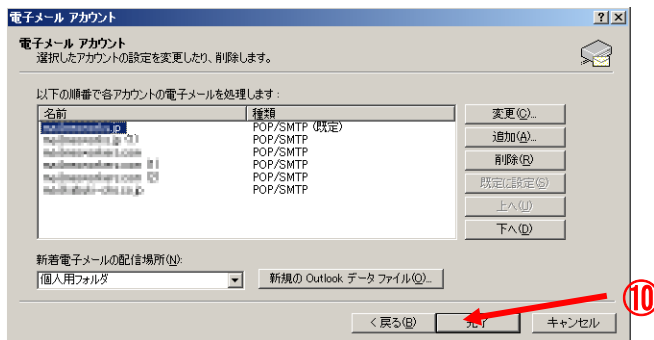 電子メール アカウント
電子メール アカウント
選択したアカウントの設定を変更したり、削除します。
以下の順番で各アカウントの電子メールを処理します:
名前 種類
POP/SMTP (既定)
POP/SMTP
POP/SMTP
POP/SMTP
POP/SMTP
POP/SMTP
変更(C)...
追加(A)...
削除(R)
既定に設定(S)
上へ(U)
下へ(D)
新着電子メールの配信場所(N):
個人用フォルダ
新規の Outlook データ ファイル(O)...
⑩
< 戻る(B)
完了
キャンセル